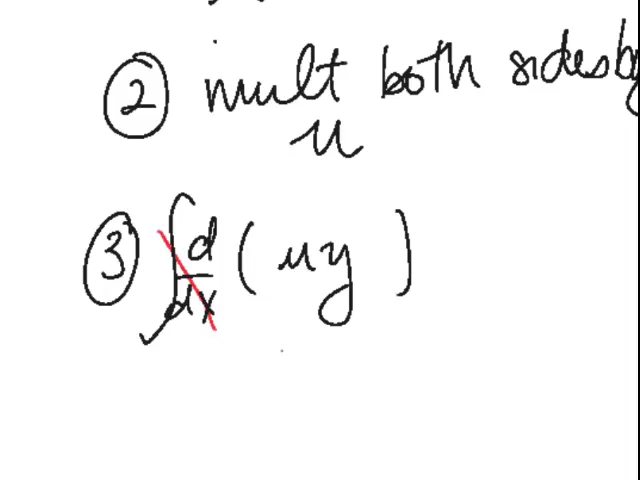 ② mult both sides by
u
③ ∫ d/dx ( uy )